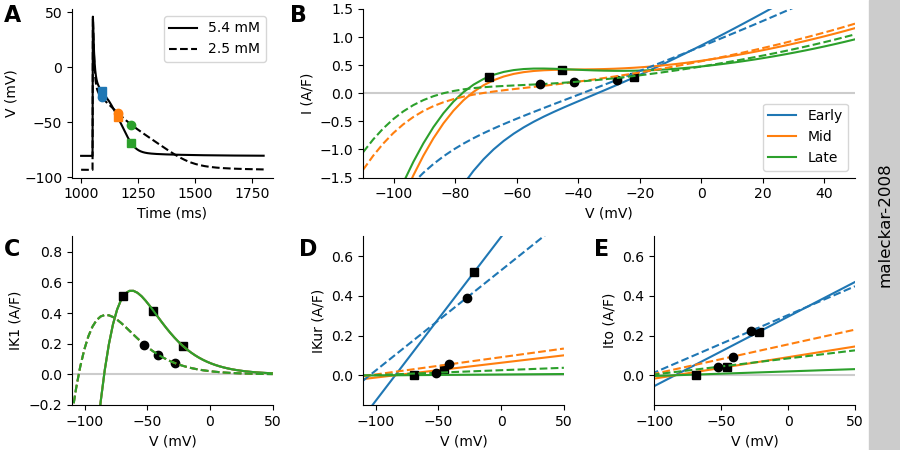 A
50
0
−50
−100
V (mV)
5.4 mM
2.5 mM
1000
1250
1500
1750
Time (ms)
B
1.5
1.0
0.5
0.0
−0.5
−1.0
−1.5
I (A/F)
Early
Mid
Late
−100
−80
−60
−40
−20
0
20
40
V (mV)
maleckar-2008
C
0.8
0.6
0.4
0.2
0.0
−0.2
IK1 (A/F)
−100
−50
0
50
V (mV)
D
0.6
0.4
0.2
0.0
IKur (A/F)
−100
−50
0
50
V (mV)
E
0.6
0.4
0.2
0.0
Ito (A/F)
−100
−50
0
50
V (mV)